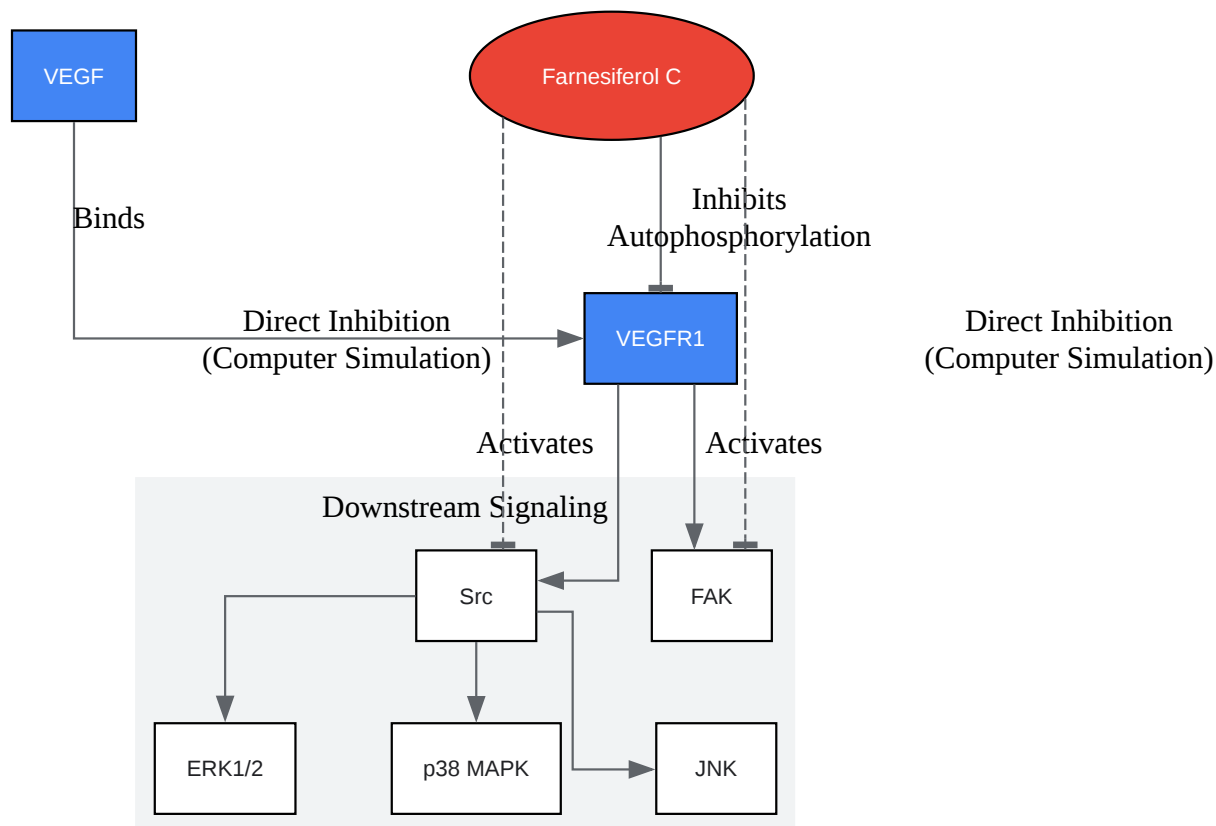 VEGF
Farnesiferol C
Binds
Inhibits
Autophosphorylation
Direct Inhibition
(Computer Simulation)
VEGFR1
Direct Inhibition
(Computer Simulation)
Activates
Activates
Downstream Signaling
Src
FAK
ERK1/2
p38 MAPK
JNK